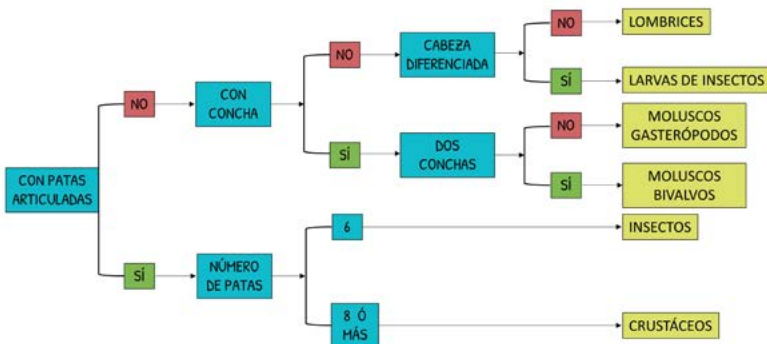 CON PATAS
ARTICULADAS
NO
CON
CONCHA
NO
CABEZA
DIFERENCIADA
NO
LOMBRICES
SÍ
LARVAS DE INSECTOS
SÍ
DOS
CONCHAS
NO
MOLUSCOS
GASTERÓPODOS
SÍ
MOLUSCOS
BIVALVOS
SÍ
NÚMERO
DE PATAS
6
INSECTOS
8 Ó
MÁS
CRUSTÁCEOS